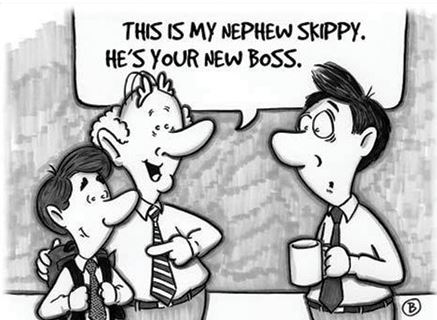 THIS IS MY NEPHEW SKIPPY.
HE'S YOUR NEW BOSS.
B